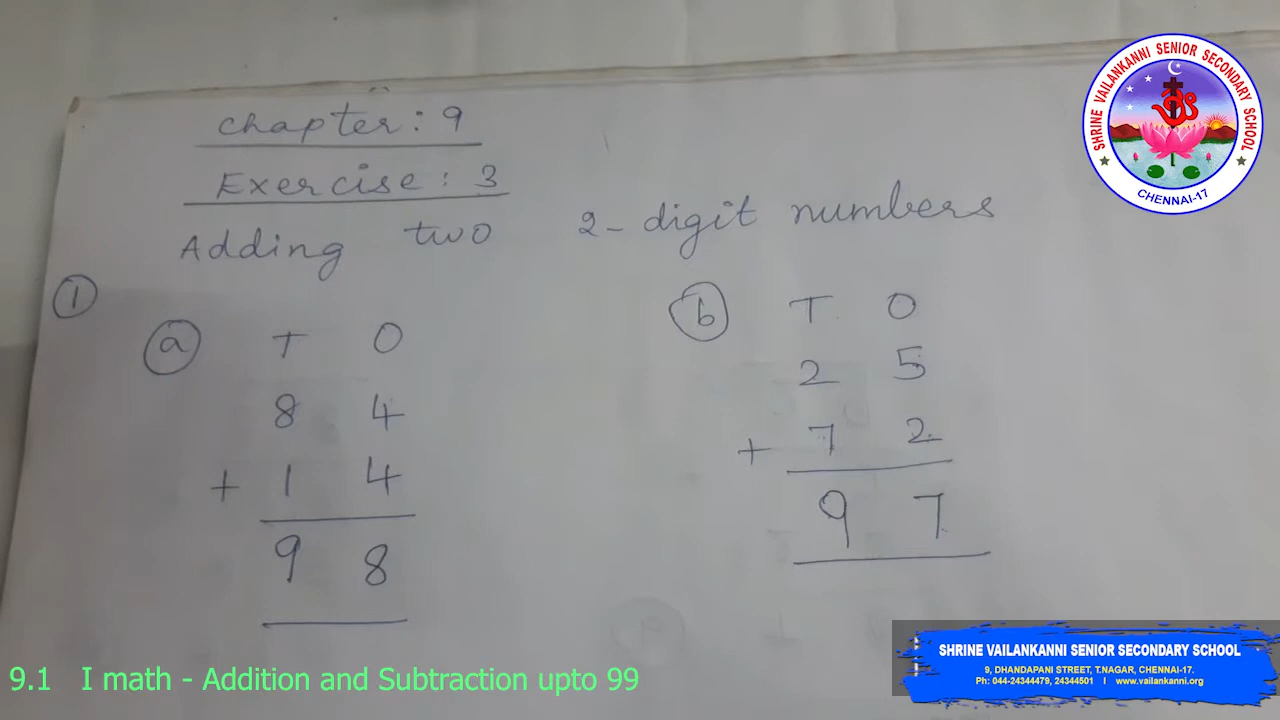 Chapter: 9
Exercise: 3
Adding two 2-digit numbers
1
a T O
8 4
+ 1 4
9 8
b T O
2 5
+ 7 2
9 7
SHRINE VAILANKANNI SENIOR SECONDARY SCHOOL
CHENNAI-17
9.1 I math - Addition and Subtraction upto 99
SHRINE VAILANKANNI SENIOR SECONDARY SCHOOL
9, DHANDAPANI STREET, T.NAGAR, CHENNAI-17.
Ph: 044-24344479, 24344501 I www.vailankanni.org